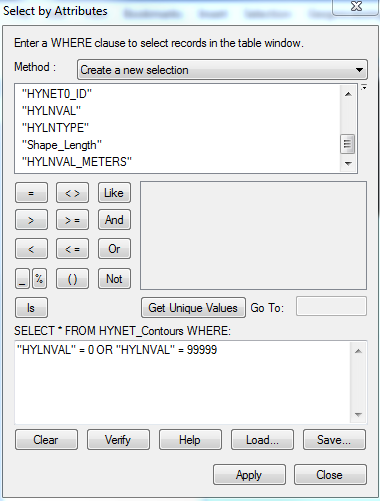 Select by Attributes
Enter a WHERE clause to select records in the table window.
Method : Create a new selection
"HYNET0_ID"
"HYLNVAL"
"HYLNTYPE"
"Shape_Length"
"HYLNVAL_METERS"
= < > Like
> > = And
< < = Or
_ % ( ) Not
Is Get Unique Values Go To:
SELECT * FROM HYNET_Contours WHERE:
"HYLNVAL" = 0 OR "HYLNVAL" = 99999
Clear Verify Help Load... Save...
Apply Close